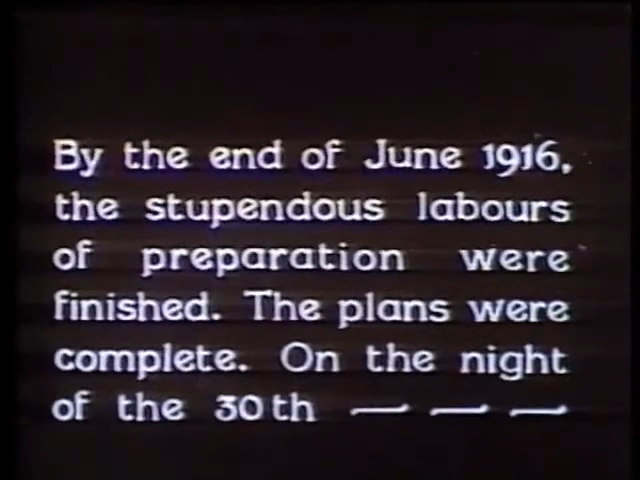 By the end of June 1916,
the stupendous labours
of preparation were
finished. The plans were
complete. On the night
of the 30th — — —